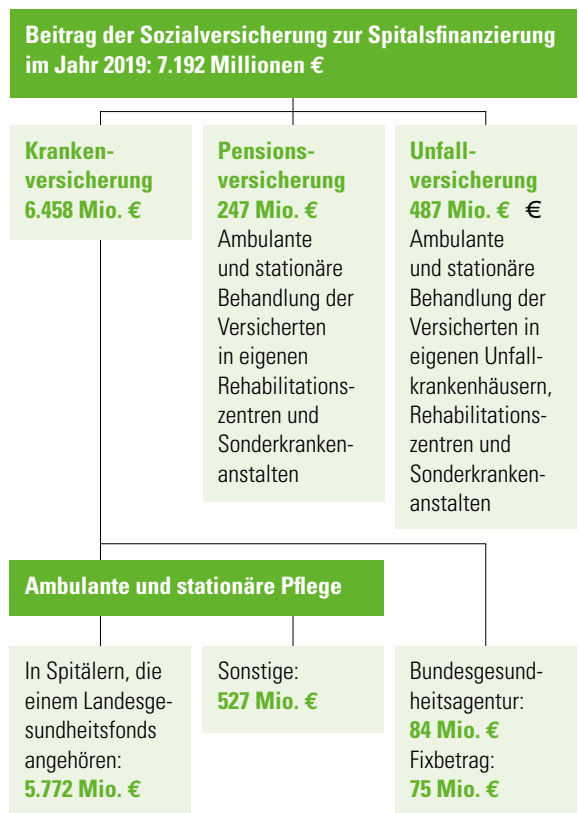 Beitrag der Sozialversicherung zur Spitalsfinanzierung
im Jahr 2019: 7.192 Millionen €
Kranken-
versicherung
6.458 Mio. €
Pensions-
versicherung
247 Mio. €
Ambulante
und stationäre
Behandlung der
Versicherten
in eigenen
Rehabilitations-
zentren und
Sonderkranken-
anstalten
Unfall-
versicherung
487 Mio. € €
Ambulante
und stationäre
Behandlung der
Versicherten in
eigenen Unfall-
krankenhäusern,
Rehabilitations-
zentren und
Sonderkranken-
anstalten
Ambulante und stationäre Pflege
In Spitälern, die
einem Landesge-
sundheitsfonds
angehören:
5.772 Mio. €
Sonstige:
527 Mio. €
Bundesgesund-
heitsagentur:
84 Mio. €
Fixbetrag:
75 Mio. €